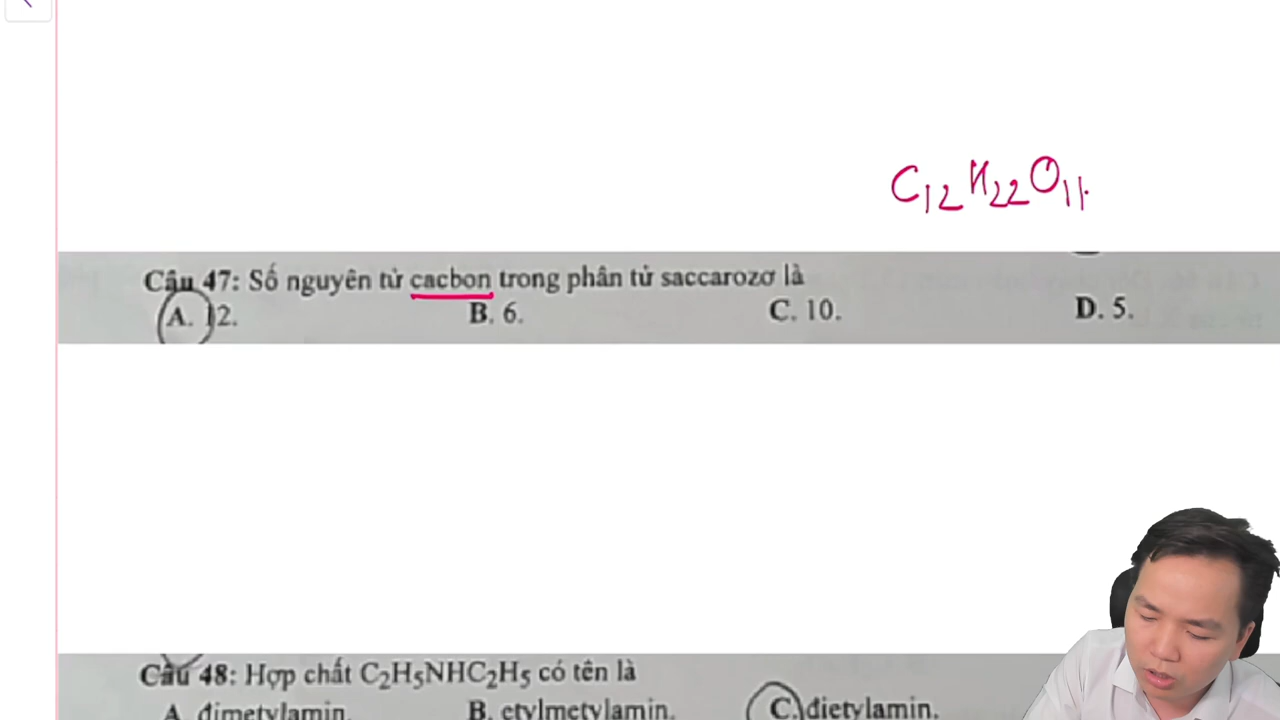 C₁₂H₂₂O₁₁.
Câu 47: Số nguyên tử cacbon trong phân tử saccarozơ là
A. 12. B. 6. C. 10. D. 5.
Câu 48: Hợp chất C₂H₅NHC₂H₅ có tên là
A. đimetylamin. B. etylmetylamin. C. đietylamin.